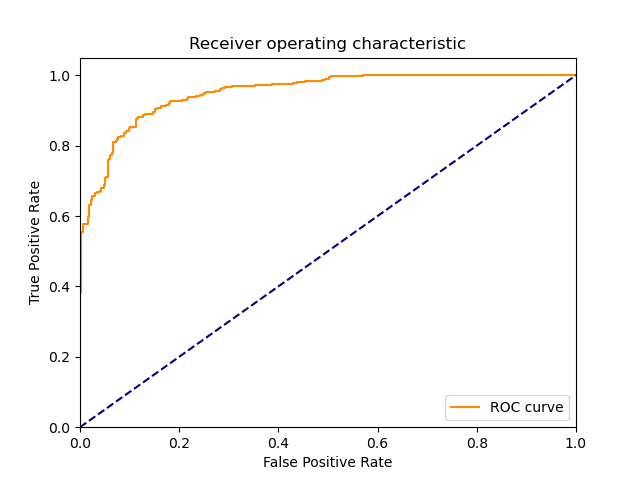 Receiver operating characteristic
True Positive Rate
1.0
0.8
0.6
0.4
0.2
0.0
0.0 0.2 0.4 0.6 0.8 1.0
False Positive Rate
ROC curve